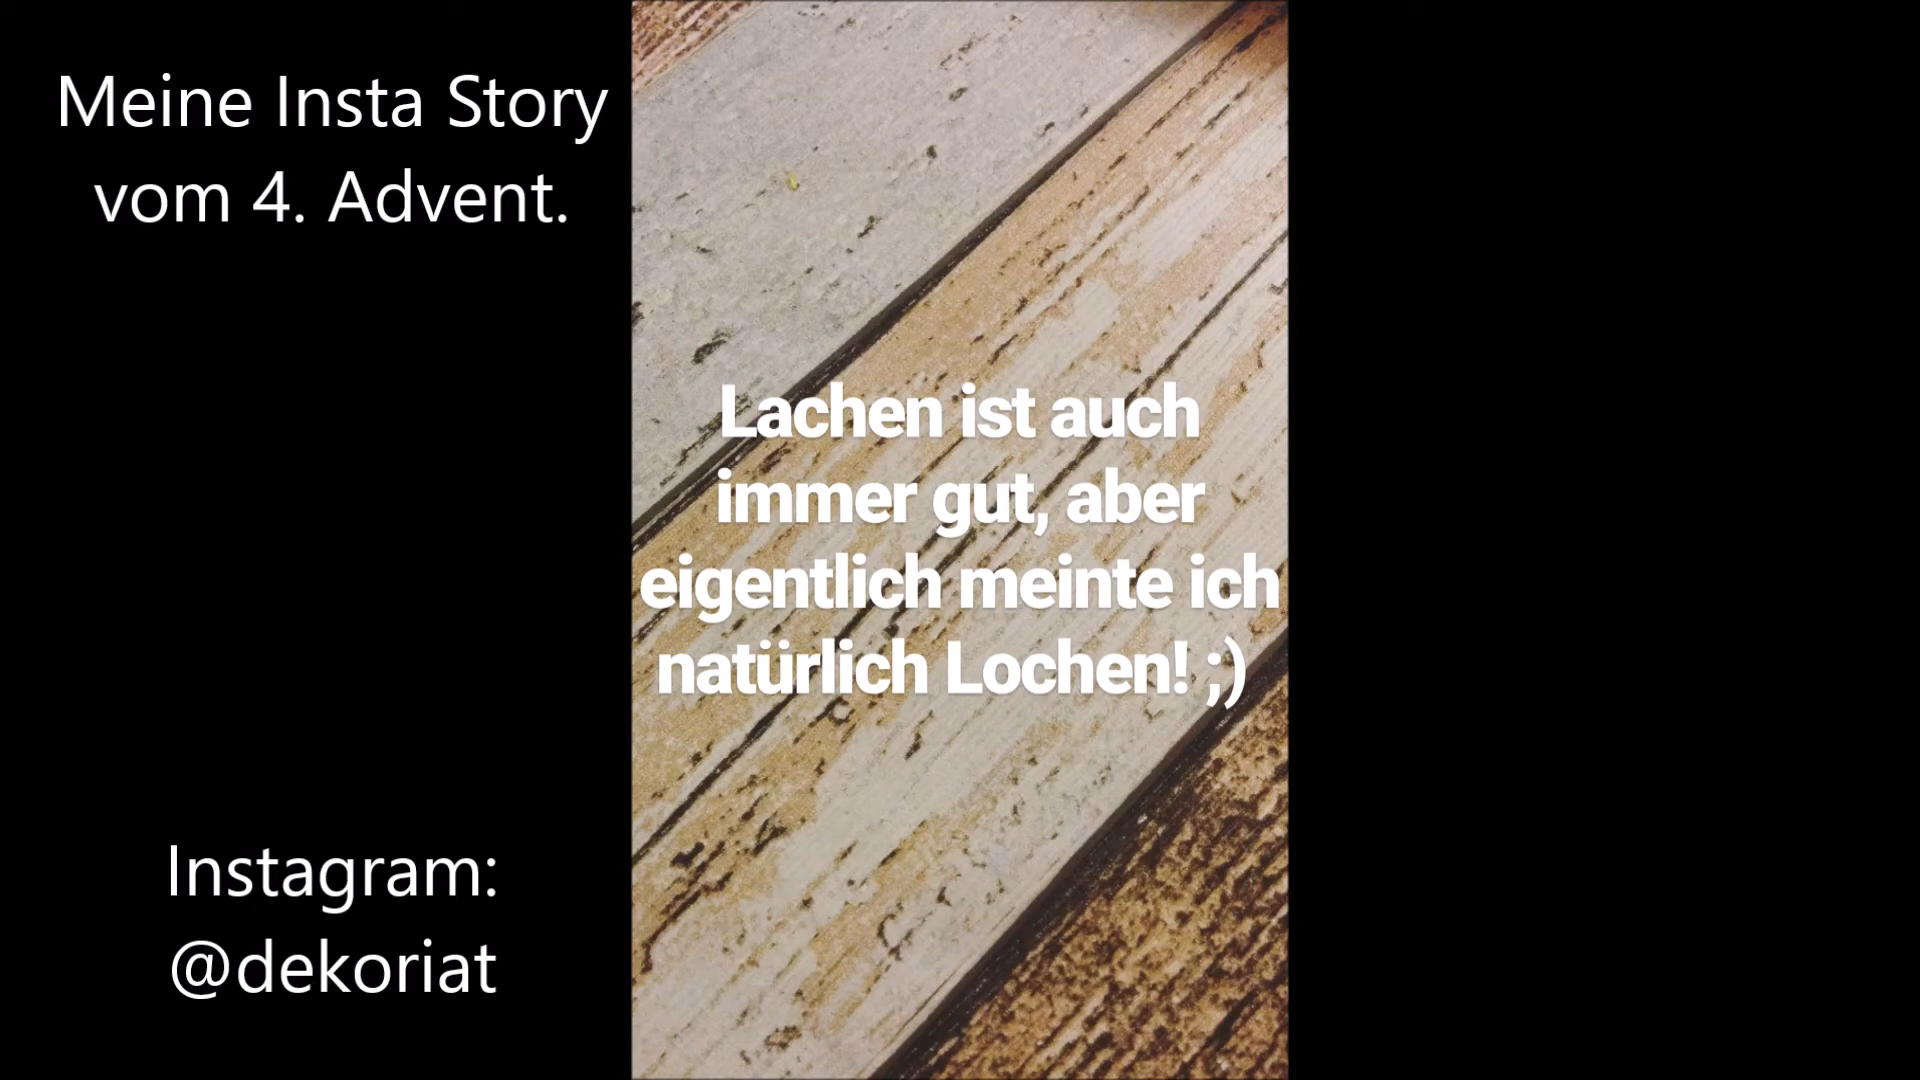 Meine Insta Story
vom 4. Advent.
Lachen ist auch
immer gut, aber
eigentlich meinte ich
natürlich Lochen! ;)
Instagram:
@dekoriat